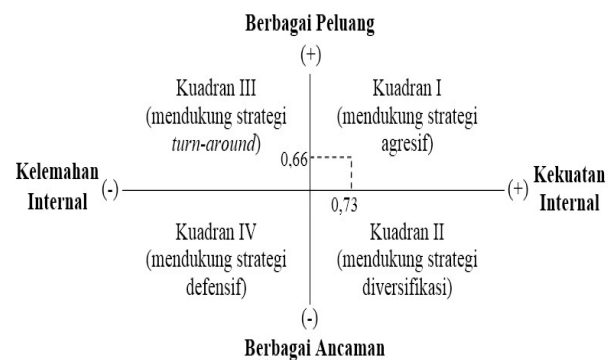 Berbagai Peluang
(+)
Kuadran III
(mendukung strategi
turn-around)
Kuadran I
(mendukung strategi
agresif)
0,66
Kelemahan
Internal
(-)
(+)
Kekuatan
Internal
0,73
Kuadran IV
(mendukung strategi
defensif)
Kuadran II
(mendukung strategi
diversifikasi)
(-)
Berbagai Ancaman